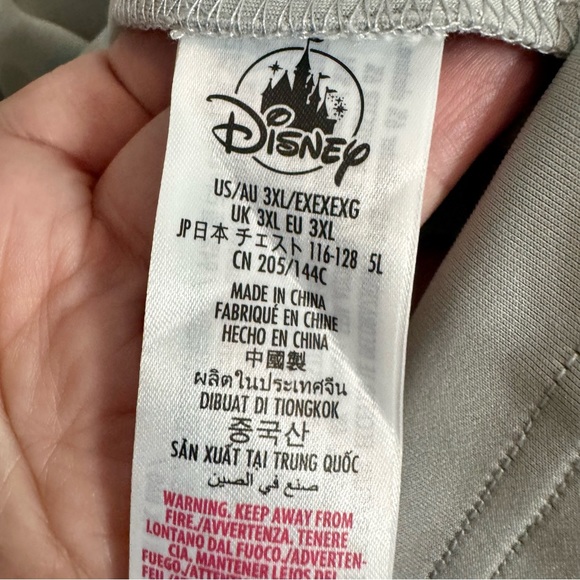 Disney
US/AU 3XL/EXEXEXG
UK 3XL EU 3XL
JP日本 チェスト 116-128 5L
CN 205/144C
MADE IN CHINA
FABRIQUÉ EN CHINE
HECHO EN CHINA
中國製
ผลิตในประเทศจีน
DIBUAT DI TIONGKOK
중국산
SẢN XUẤT TẠI TRUNG QUỐC
صنع في الصين
WARNING. KEEP AWAY FROM
FIRE./AVVERTENZA. TENERE
LONTANO DAL FUOCO./ADVERTEN-
CIA. MANTENER LEJOS DEL
FUEGO./ATTENTION
FEU /